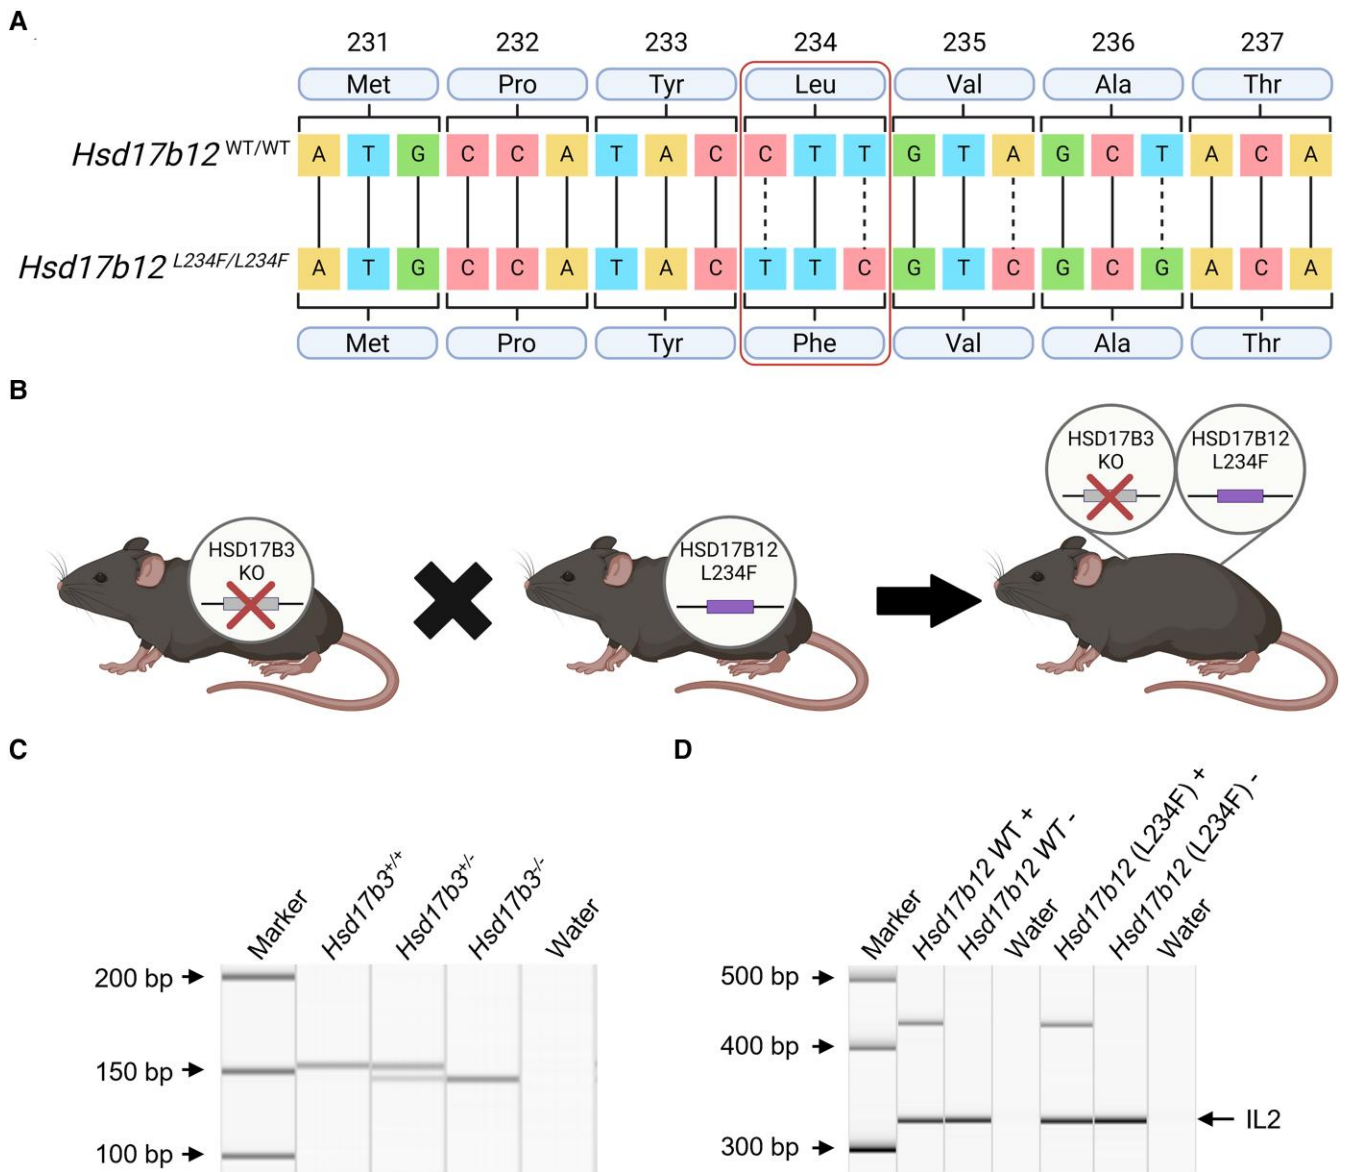 A
231 232 233 234 235 236 237
Met Pro Tyr Leu Val Ala Thr
Hsd17b12 WT/WT A T G C C A T A C C T T G T A G C T A C A
Hsd17b12 L234F/L234F A T G C C A T A C T T C G T C G C G A C A
Met Pro Tyr Phe Val Ala Thr
B
HSD17B3
KO
HSD17B12
L234F
HSD17B3
KO
HSD17B12
L234F
C
Marker
Hsd17b3+/+
Hsd17b3+/-
Hsd17b3-/-
Water
200 bp
150 bp
100 bp
D
Marker
Hsd17b12 WT +
Hsd17b12 WT -
Water
Hsd17b12 (L234F) +
Hsd17b12 (L234F) -
Water
500 bp
400 bp
300 bp
IL2